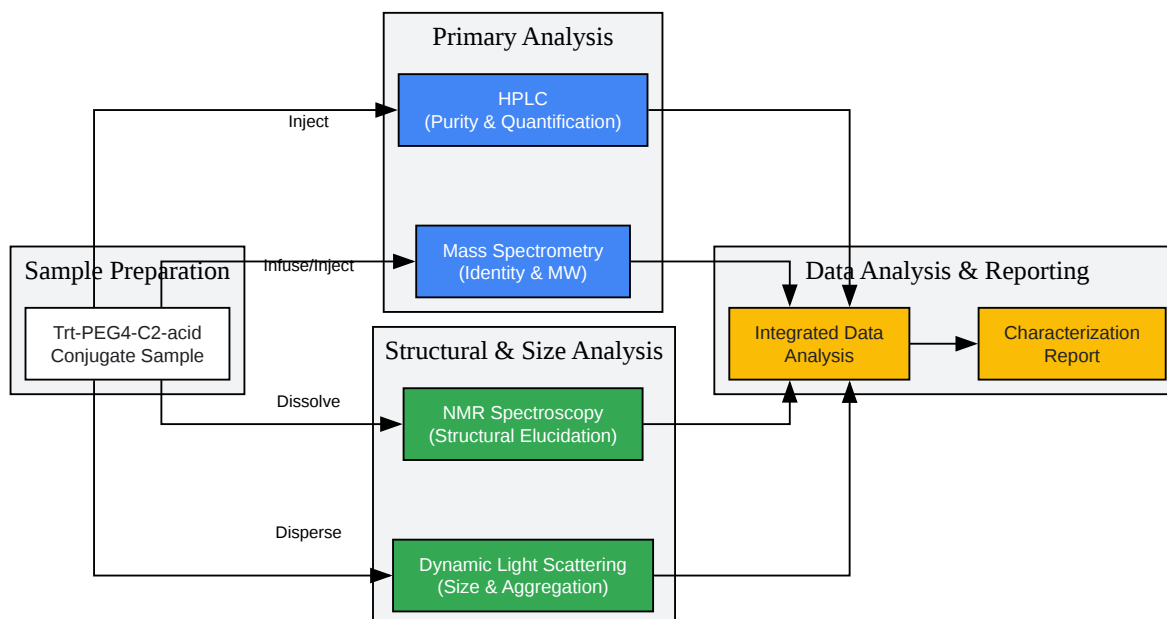 Primary Analysis
HPLC
(Purity & Quantification)
Inject
Mass Spectrometry
(Identity & MW)
Infuse/Inject
Sample Preparation
Trt-PEG4-C2-acid
Conjugate Sample
Data Analysis & Reporting
Integrated Data
Analysis
Characterization
Report
Structural & Size Analysis
Dissolve
NMR Spectroscopy
(Structural Elucidation)
Disperse
Dynamic Light Scattering
(Size & Aggregation)